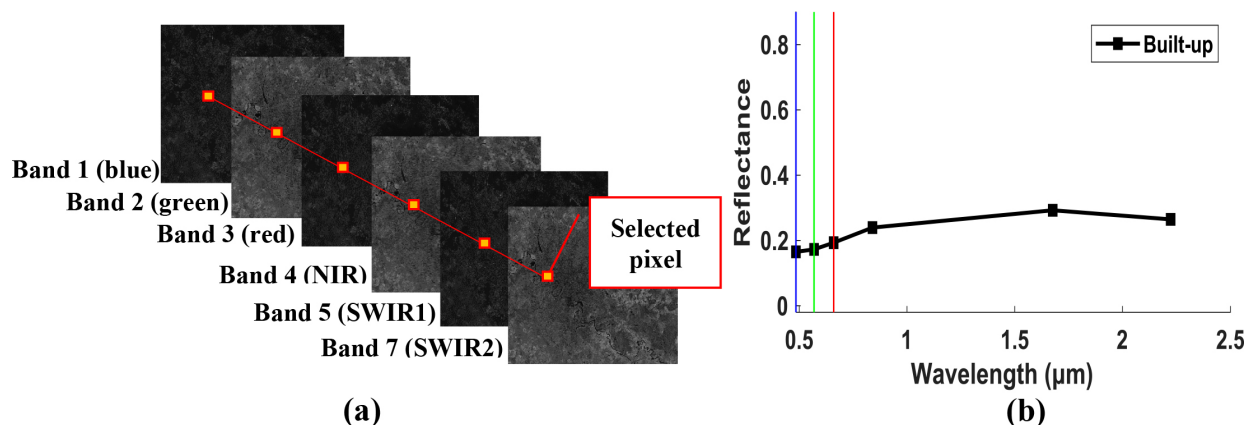 Band 1 (blue)
Band 2 (green)
Band 3 (red)
Band 4 (NIR)
Band 5 (SWIR1)
Band 7 (SWIR2)
Selected
pixel
(a)
Built-up
Reflectance
0.8
0.6
0.4
0.2
0
0.5
1
1.5
2
2.5
Wavelength (µm)
(b)